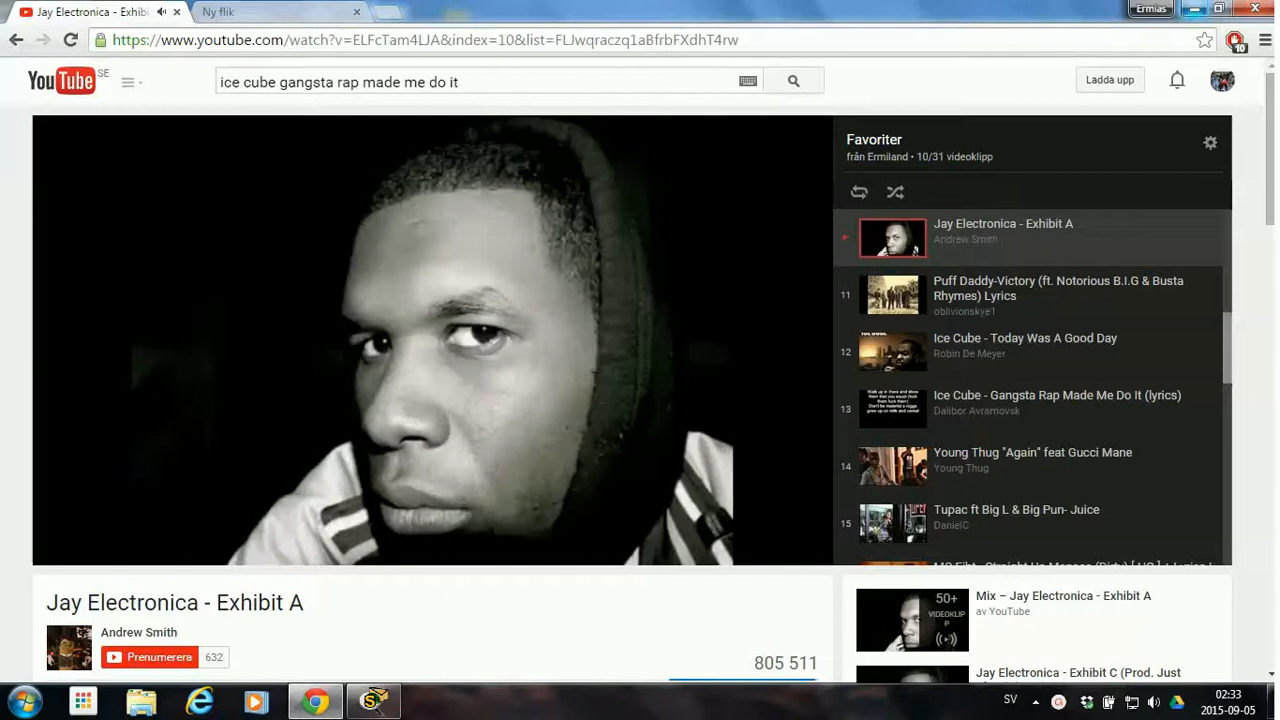 Jay Electronica - Exhibi
Ny flik
Ermias
https://www.youtube.com/watch?v=ELFcTam4LJA&index=10&list=FLJwqraczq1aBfrbFXdhT4rw
10
YouTube SE
ice cube gangsta rap made me do it
Ladda upp
Favoriter
från Ermiland • 10/31 videoklipp
Jay Electronica - Exhibit A
Andrew Smith
11
Puff Daddy-Victory (ft. Notorious B.I.G & Busta
Rhymes) Lyrics
oblivionskye1
12
Ice Cube - Today Was A Good Day
Robin De Meyer
13
Ice Cube - Gangsta Rap Made Me Do It (lyrics)
Dalibor Avramovsk
14
Young Thug "Again" feat Gucci Mane
Young Thug
15
Tupac ft Big L & Big Pun- Juice
DanielC
Jay Electronica - Exhibit A
Andrew Smith
Prenumerera 632
805 511
50+
VIDEOKLIP
P
Mix – Jay Electronica - Exhibit A
av YouTube
Jay Electronica - Exhibit C (Prod. Just
SV
02:33
2015-09-05